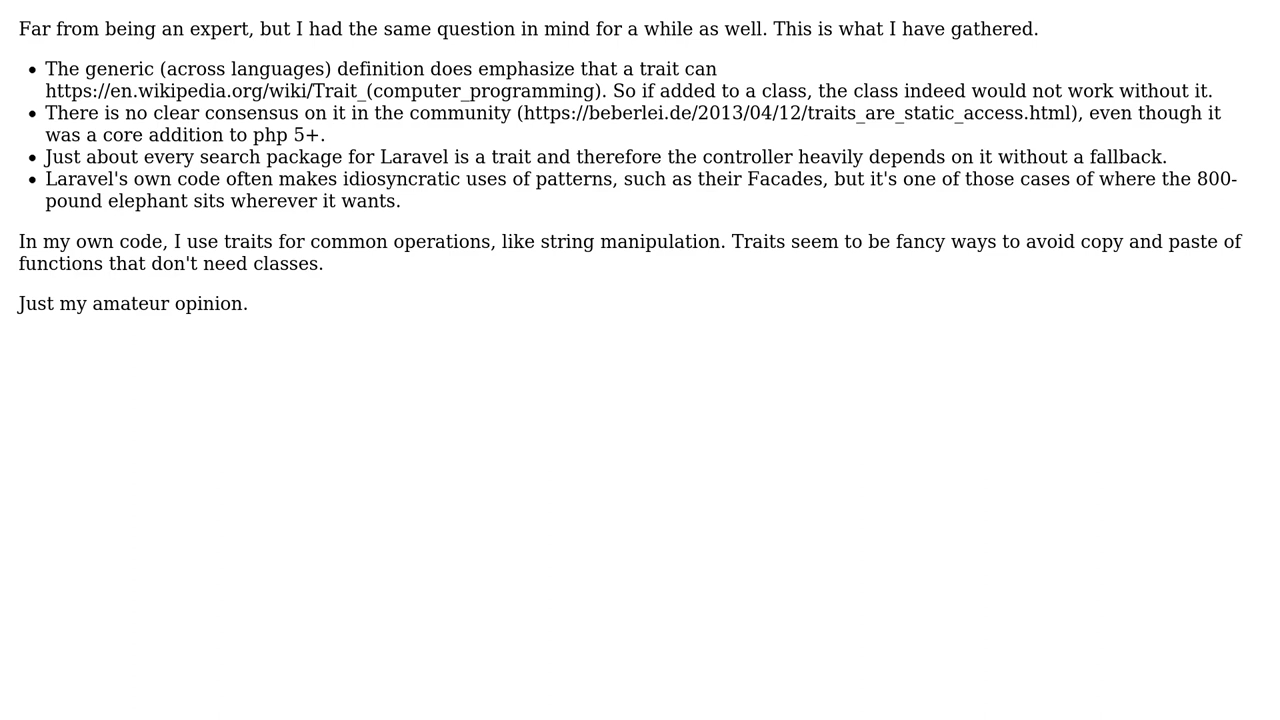 Far from being an expert, but I had the same question in mind for a while as well. This is what I have gathered.
• The generic (across languages) definition does emphasize that a trait can
https://en.wikipedia.org/wiki/Trait_(computer_programming). So if added to a class, the class indeed would not work without it.
• There is no clear consensus on it in the community (https://beberlei.de/2013/04/12/traits_are_static_access.html), even though it
was a core addition to php 5+.
• Just about every search package for Laravel is a trait and therefore the controller heavily depends on it without a fallback.
• Laravel's own code often makes idiosyncratic uses of patterns, such as their Facades, but it's one of those cases of where the 800-
pound elephant sits wherever it wants.
In my own code, I use traits for common operations, like string manipulation. Traits seem to be fancy ways to avoid copy and paste of
functions that don't need classes.
Just my amateur opinion.